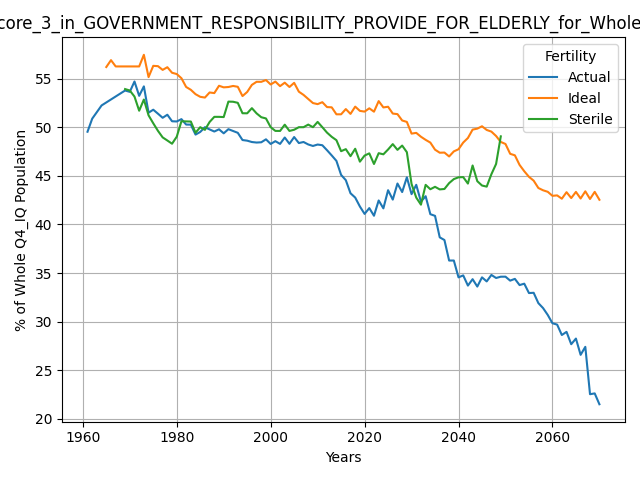 core_3_in_GOVERNMENT_RESPONSIBILITY_PROVIDE_FOR_ELDERLY_for_Whole
Fertility
Actual
Ideal
Sterile
% of Whole Q4_IQ Population
55
50
45
40
35
30
25
20
1960
1980
2000
2020
2040
2060
Years